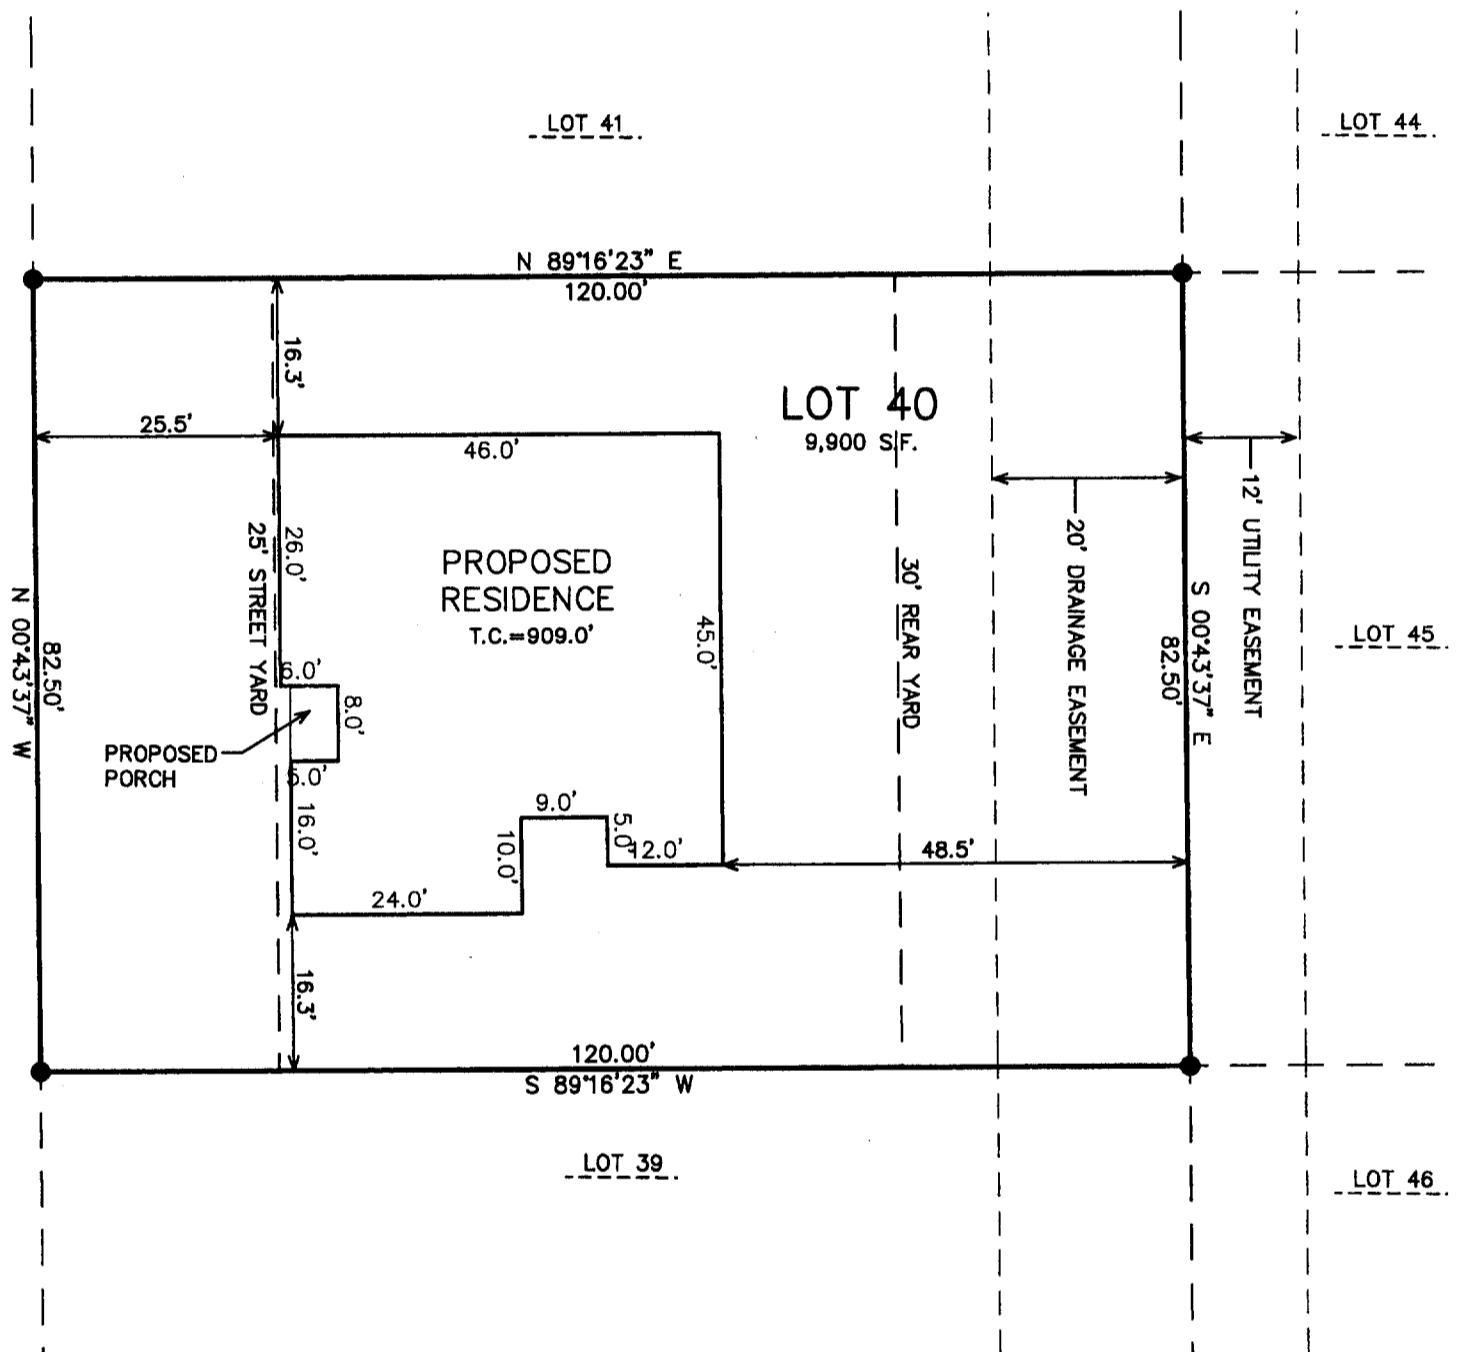 LOT 41
LOT 44
N 89°16'23" E
120.00'
16.3'
LOT 40
9,900 S.F.
25.5'
46.0'
12' UTILITY EASEMENT
20' DRAINAGE EASEMENT
25' STREET YARD
26.0'
PROPOSED
RESIDENCE
T.C.=909.0'
30' REAR YARD
45.0'
N 00°43'37" W
82.50'
S 00°43'37" E
82.50'
LOT 45
6.0'
8.0'
PROPOSED
PORCH
5.0'
16.0'
9.0'
5.0'
10.0'
12.0'
48.5'
24.0'
16.3'
120.00'
S 89°16'23" W
LOT 39
LOT 46